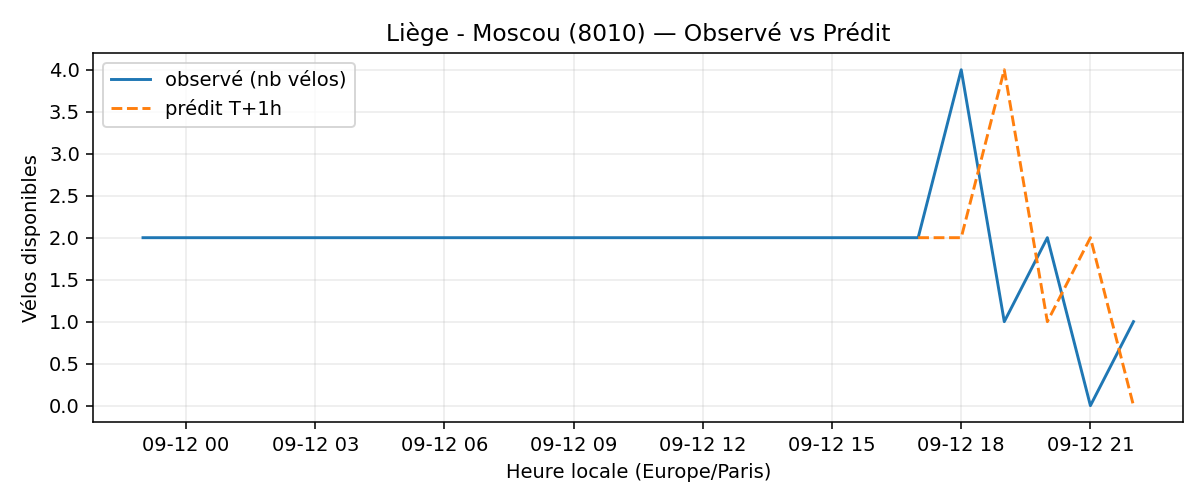 Liège - Moscou (8010) — Observé vs Prédit
observé (nb vélos)
prédit T+1h
Vélos disponibles
4.0
3.5
3.0
2.5
2.0
1.5
1.0
0.5
0.0
09-12 00 09-12 03 09-12 06 09-12 09 09-12 12 09-12 15 09-12 18 09-12 21
Heure locale (Europe/Paris)